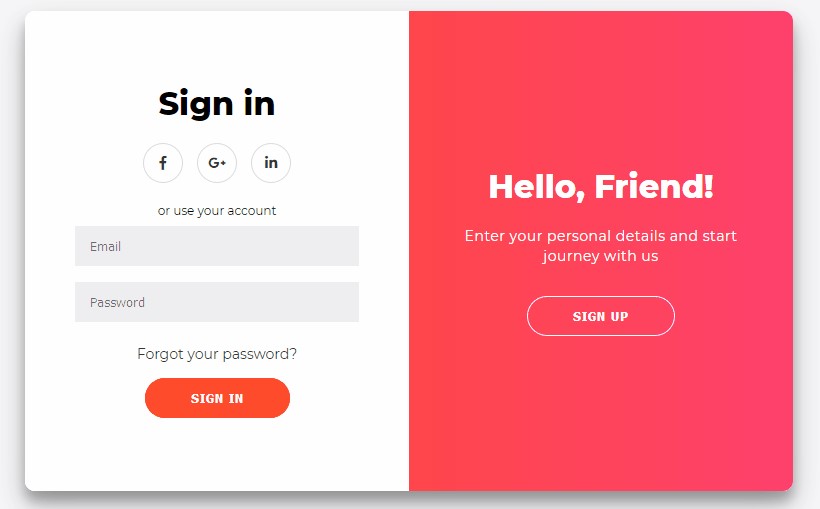 Sign in
f G+ in
or use your account
Email
Password
Forgot your password?
SIGN IN
Hello, Friend!
Enter your personal details and start
journey with us
SIGN UP